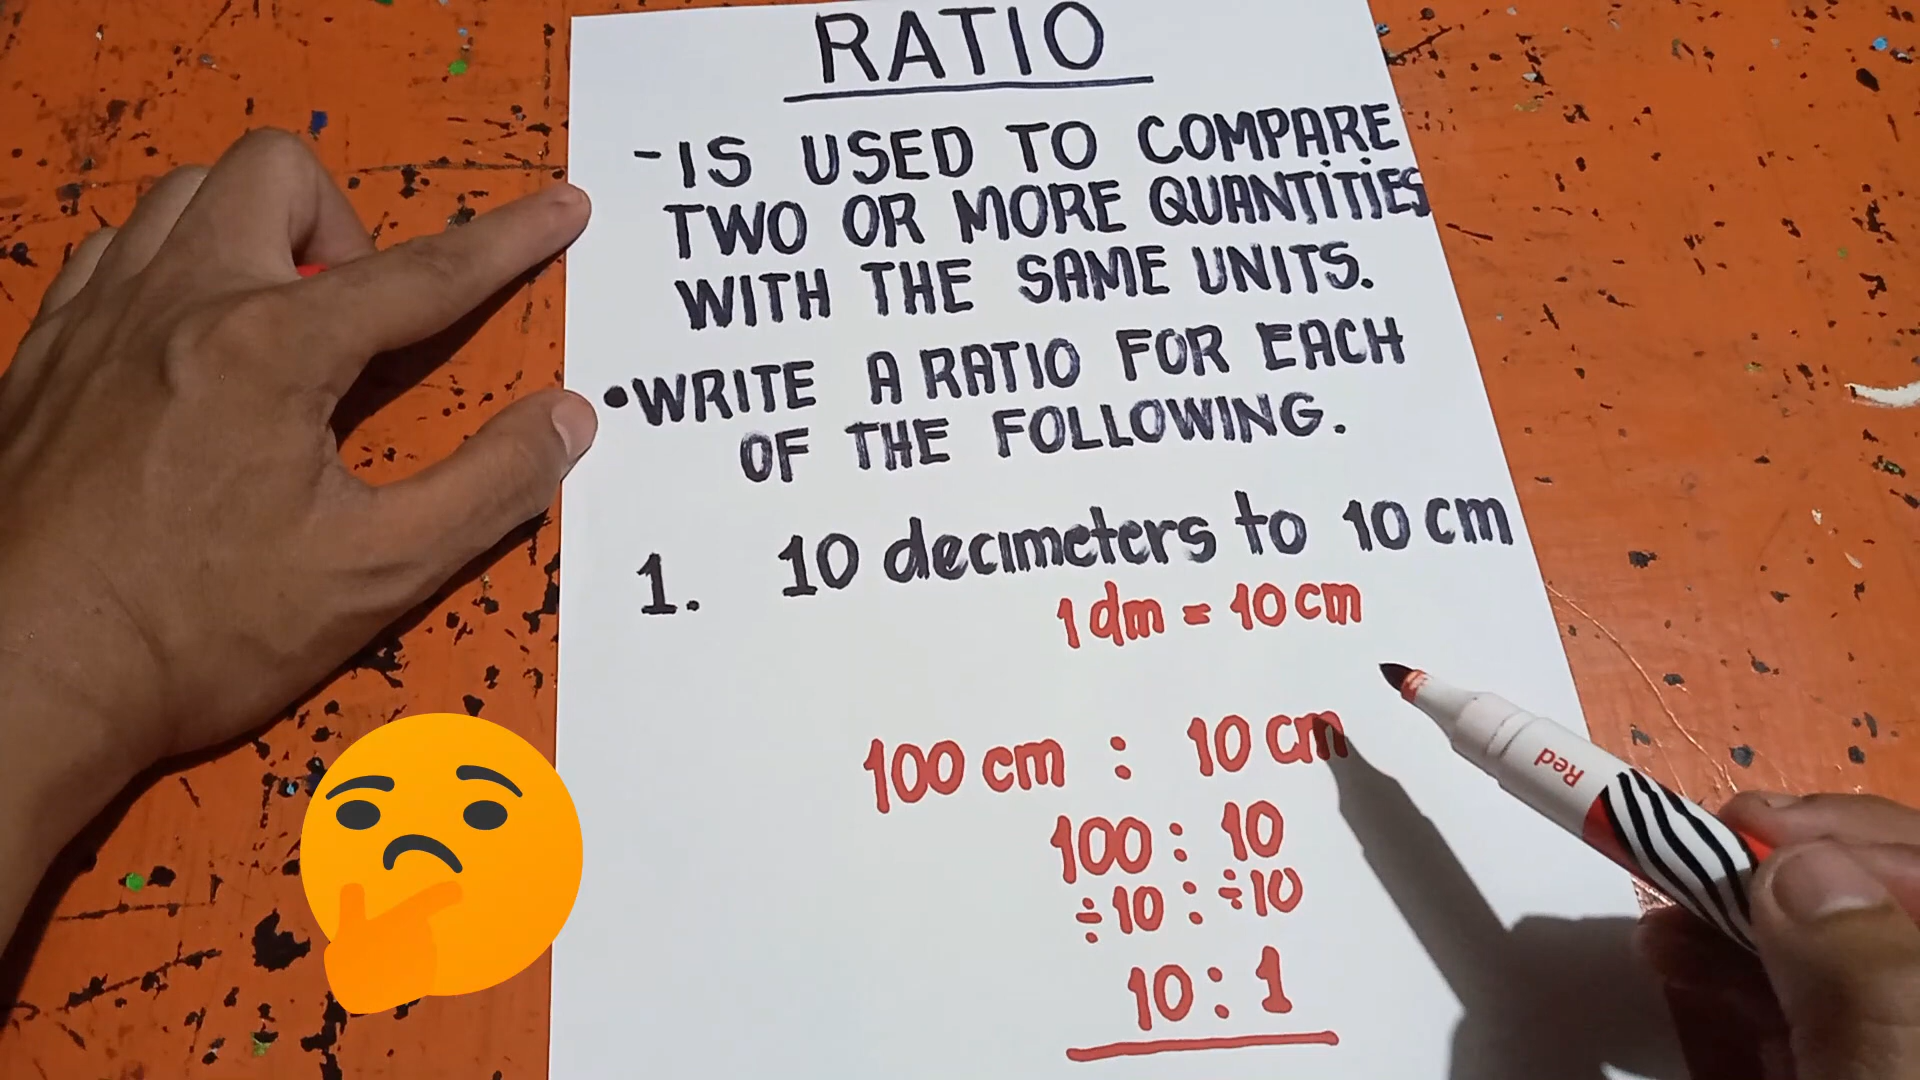 RATIO
-IS USED TO COMPARE
TWO OR MORE QUANTITIES
WITH THE SAME UNITS.
•WRITE A RATIO FOR EACH
OF THE FOLLOWING.
1. 10 decimeters to 10 cm
1 dm = 10 cm
100 cm : 10 cm
100 : 10
÷10 : ÷10
10 : 1
Red